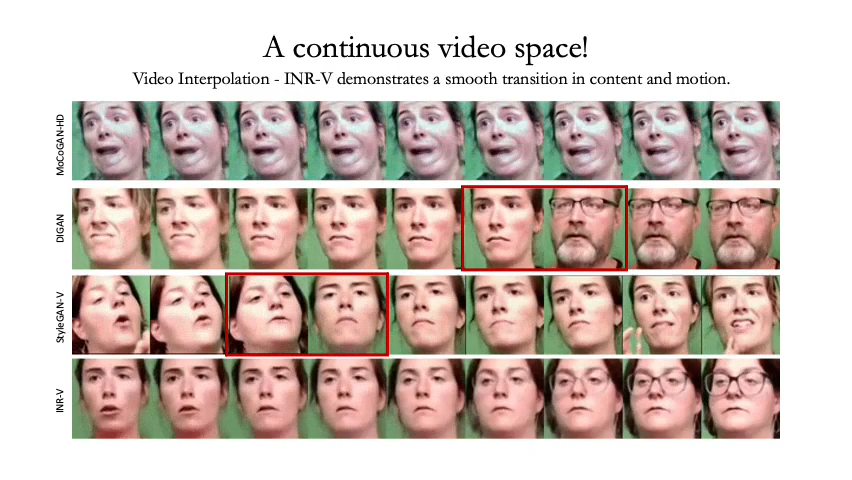 A continuous video space!
Video Interpolation - INR-V demonstrates a smooth transition in content and motion.
MoCoGAN-HD
DIGAN
StyleGAN-V
INR-V